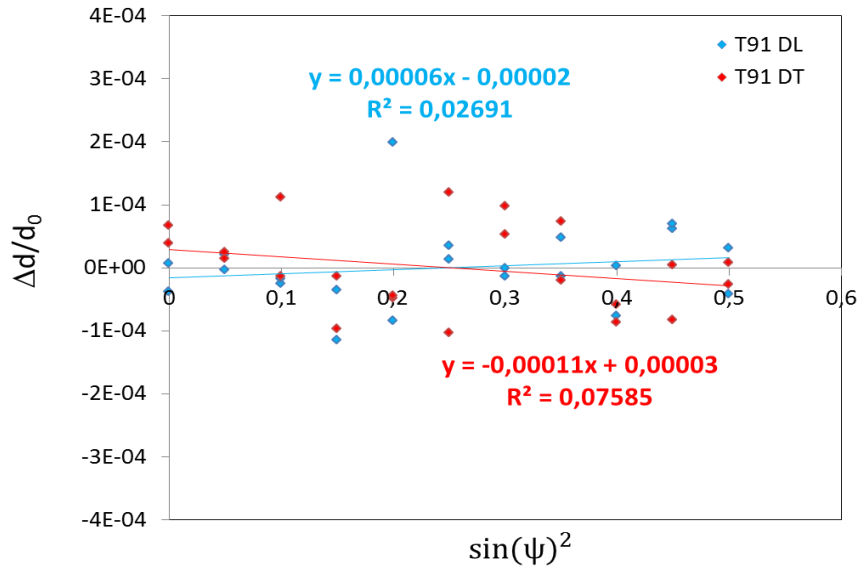 4E-04
3E-04
2E-04
1E-04
0E+00
-1E-04
-2E-04
-3E-04
-4E-04
Δd/d₀
T91 DL
T91 DT
y = 0,00006x - 0,00002
R² = 0,02691
0
0,1
0,2
0,3
0,4
0,5
0,6
y = -0,00011x + 0,00003
R² = 0,07585
sin(ψ)²